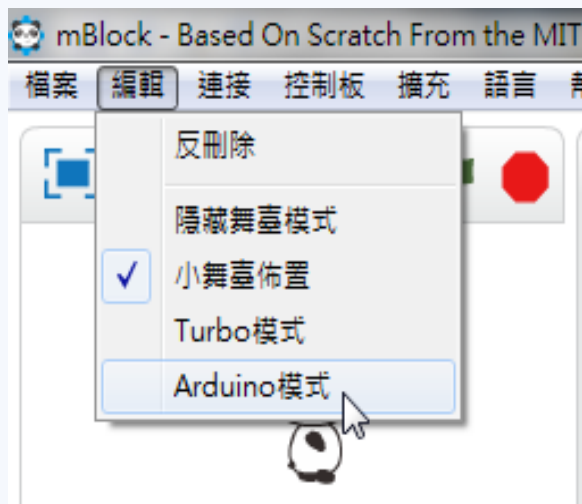 mBlock - Based On Scratch From the MIT
檔案 編輯 連接 控制板 擴充 語言
反刪除
隱藏舞臺模式
小舞臺佈置
Turbo模式
Arduino模式